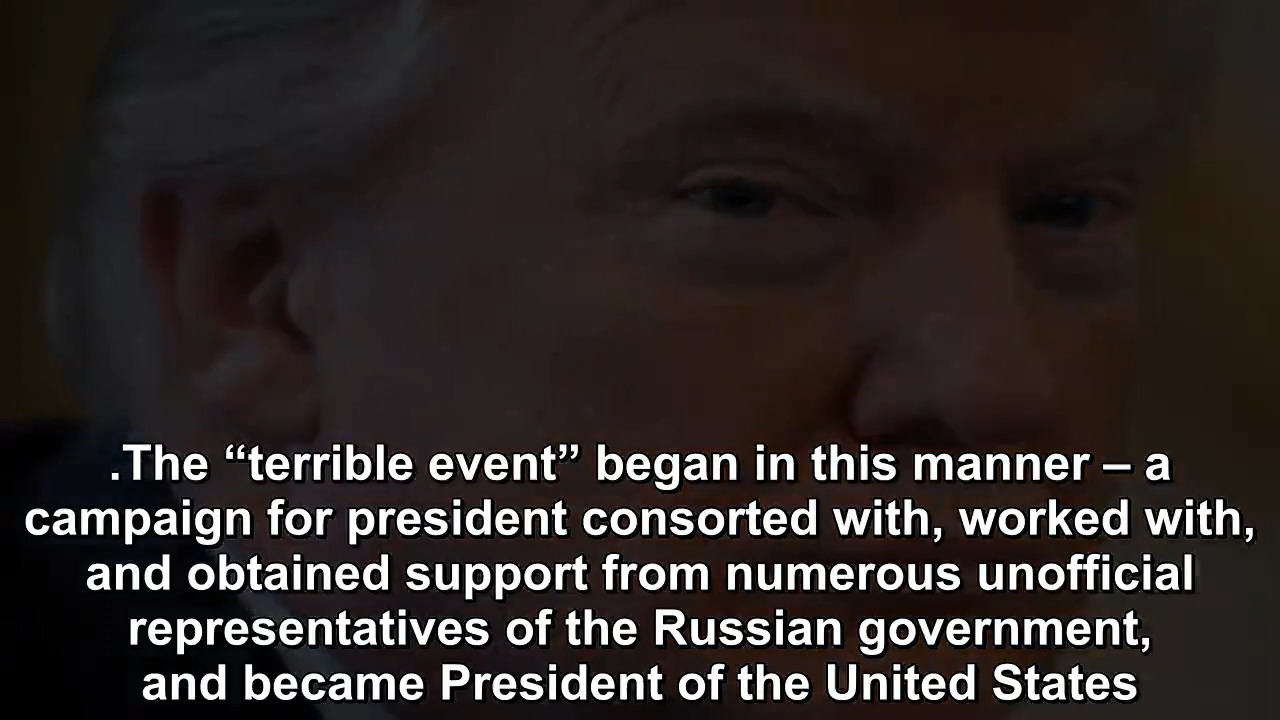 .The “terrible event” began in this manner – a
campaign for president consorted with, worked with,
and obtained support from numerous unofficial
representatives of the Russian government,
and became President of the United States